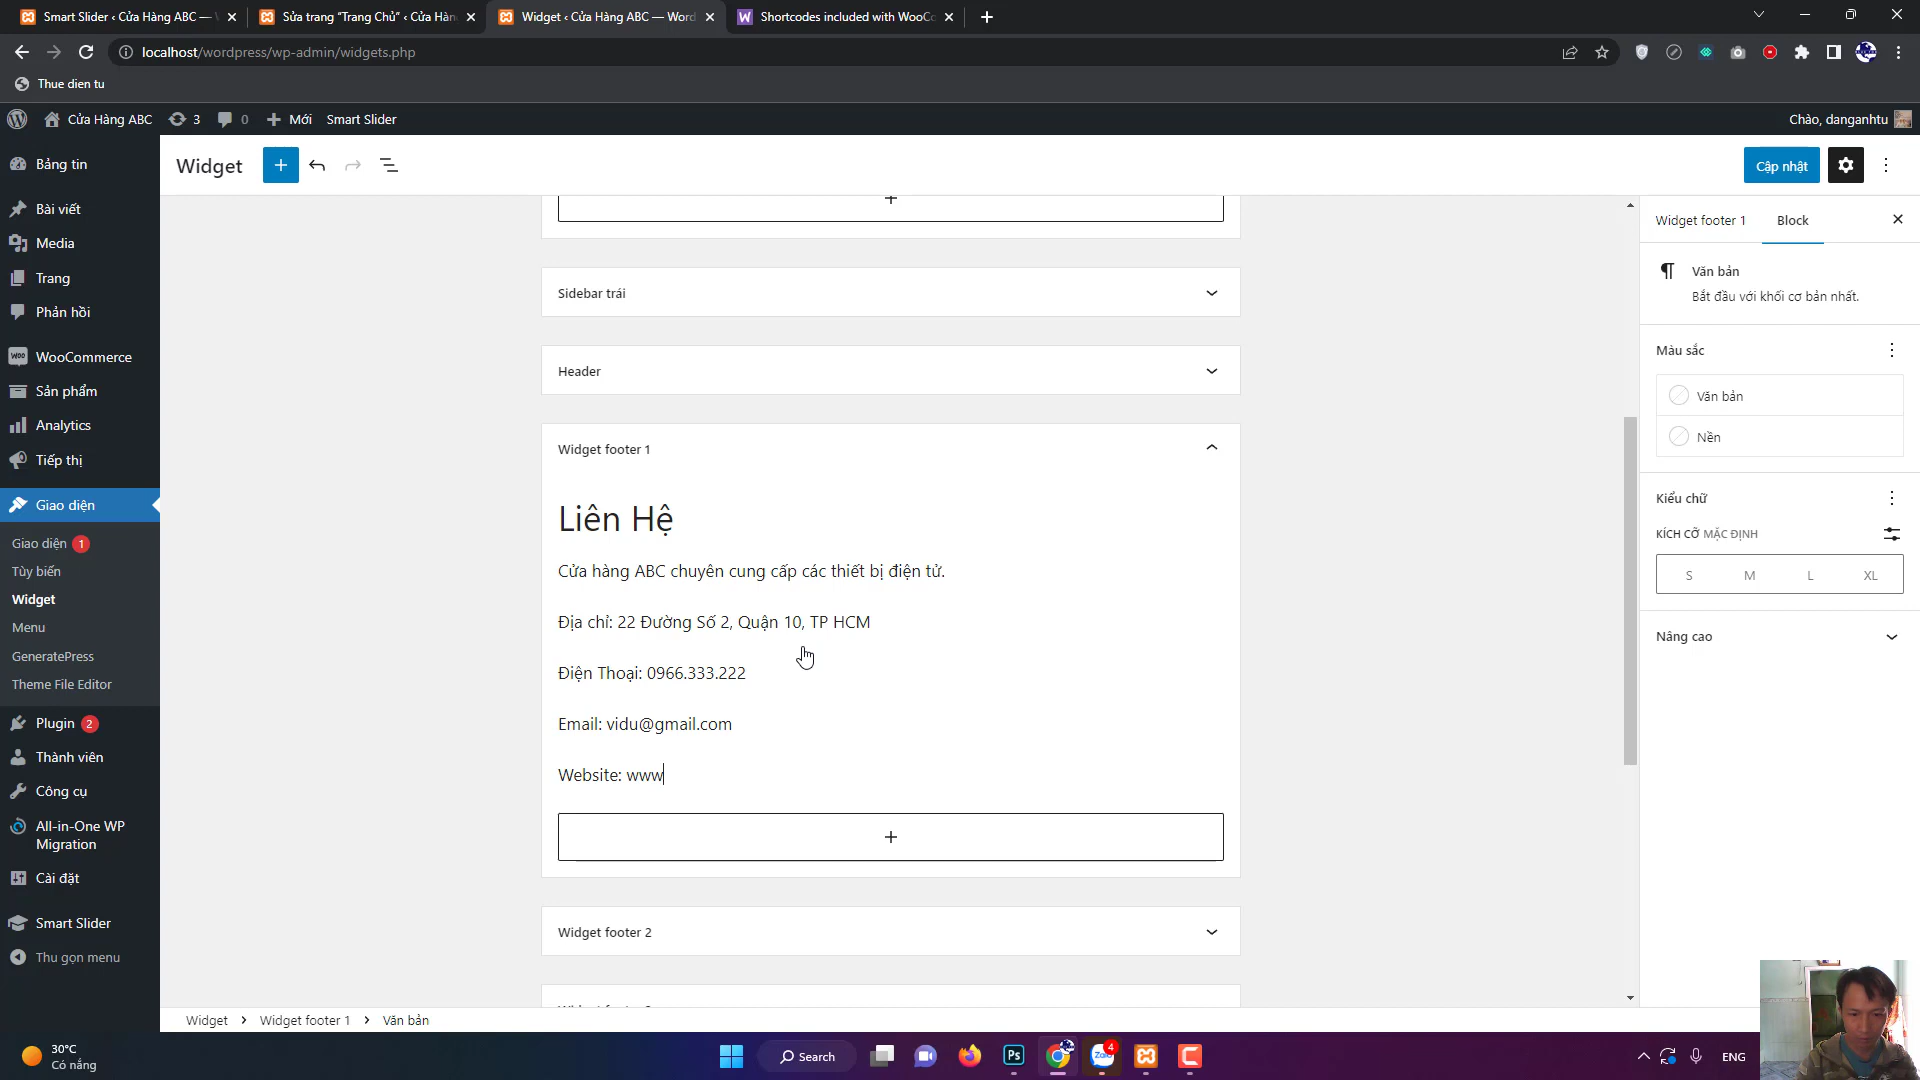 Smart Slider ‹ Cửa Hàng ABC —
Sửa trang “Trang Chủ” ‹ Cửa Hàn
Widget ‹ Cửa Hàng ABC — Word
Shortcodes included with WooCo
localhost/wordpress/wp-admin/widgets.php
Thue dien tu
Cửa Hàng ABC
3
0
Mới
Smart Slider
Chào, danganhtu
Bảng tin
Bài viết
Media
Trang
Phản hồi
WooCommerce
Sản phẩm
Analytics
Tiếp thị
Giao diện
Giao diện 1
Tùy biến
Widget
Menu
GeneratePress
Theme File Editor
Plugin 2
Thành viên
Công cụ
All-in-One WP
Migration
Cài đặt
Smart Slider
Thu gọn menu
Widget
Cập nhật
Sidebar trái
Header
Widget footer 1
Liên Hệ
Cửa hàng ABC chuyên cung cấp các thiết bị điện tử.
Địa chỉ: 22 Đường Số 2, Quận 10, TP HCM
Điện Thoại: 0966.333.222
Email: vidu@gmail.com
Website: www
Widget footer 2
Widget footer 1
Block
Văn bản
Bắt đầu với khối cơ bản nhất.
Màu sắc
Văn bản
Nền
Kiểu chữ
KÍCH CỠ MẶC ĐỊNH
S M L XL
Nâng cao
Widget › Widget footer 1 › Văn bản
30°C
Có nắng
Search
Ps
4
ENG